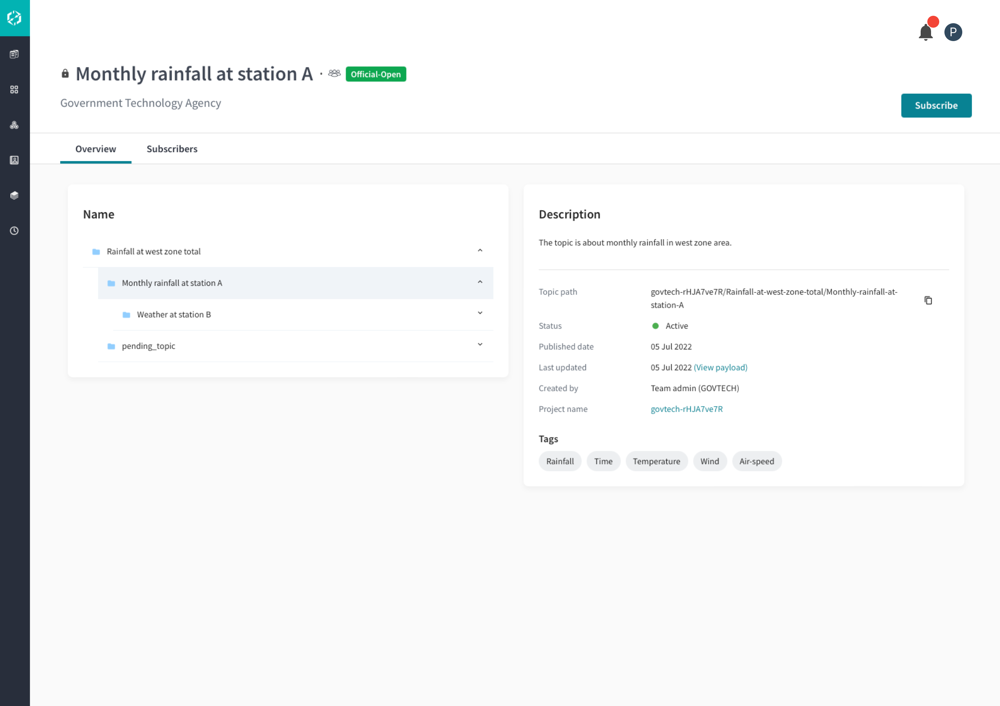 P
Monthly rainfall at station A · Official-Open
Government Technology Agency
Subscribe
Overview Subscribers
Name
Rainfall at west zone total
Monthly rainfall at station A
Weather at station B
pending_topic
Description
The topic is about monthly rainfall in west zone area.
Topic path govtech-rHJA7ve7R/Rainfall-at-west-zone-total/Monthly-rainfall-at-
station-A
Status Active
Published date 05 Jul 2022
Last updated 05 Jul 2022 (View payload)
Created by Team admin (GOVTECH)
Project name govtech-rHJA7ve7R
Tags
Rainfall Time Temperature Wind Air-speed